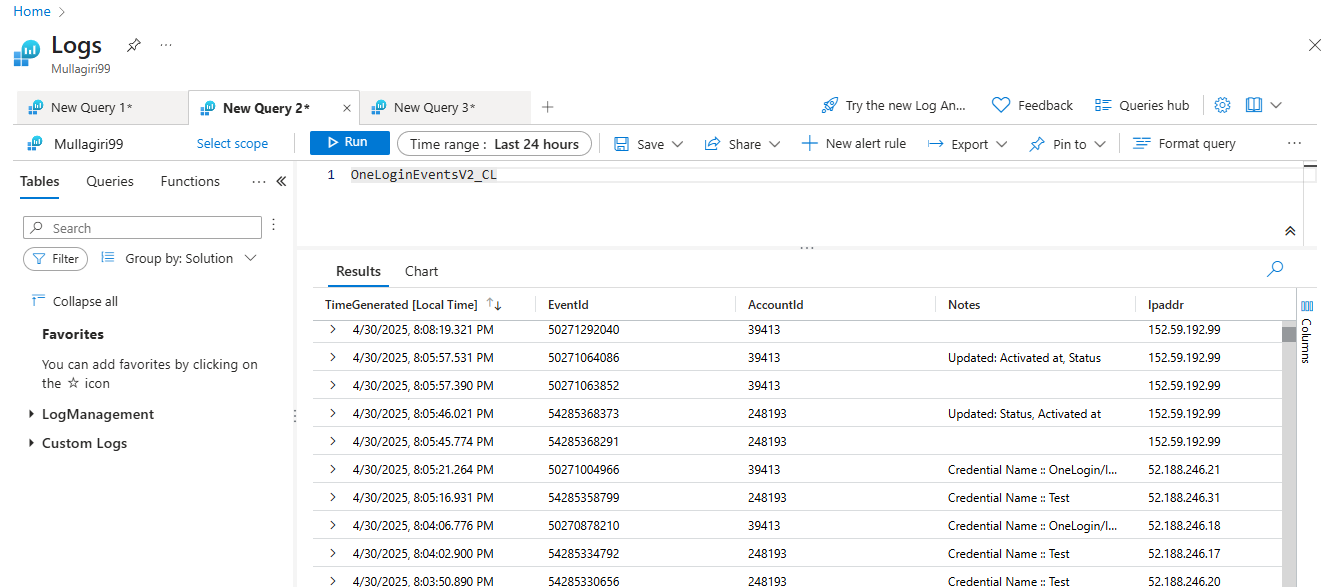 Home
Logs
Mullagiri99
New Query 1*
New Query 2*
New Query 3*
Try the new Log An...
Feedback
Queries hub
Mullagiri99
Select scope
Run
Time range : Last 24 hours
Save
Share
New alert rule
Export
Pin to
Format query
Tables
Queries
Functions
Search
Filter
Group by: Solution
Collapse all
Favorites
You can add favorites by clicking on
the ☆ icon
LogManagement
Custom Logs
1 OneLoginEventsV2_CL
Results
Chart
TimeGenerated [Local Time] EventId AccountId Notes Ipaddr
4/30/2025, 8:08:19.321 PM 50271292040 39413 152.59.192.99
4/30/2025, 8:05:57.531 PM 50271064086 39413 Updated: Activated at, Status 152.59.192.99
4/30/2025, 8:05:57.390 PM 50271063852 39413 152.59.192.99
4/30/2025, 8:05:46.021 PM 54285368373 248193 Updated: Status, Activated at 152.59.192.99
4/30/2025, 8:05:45.774 PM 54285368291 248193 152.59.192.99
4/30/2025, 8:05:21.264 PM 50271004966 39413 Credential Name :: OneLogin/I... 52.188.246.21
4/30/2025, 8:05:16.931 PM 54285358799 248193 Credential Name :: Test 52.188.246.31
4/30/2025, 8:04:06.776 PM 50270878210 39413 Credential Name :: OneLogin/I... 52.188.246.18
4/30/2025, 8:04:02.900 PM 54285334792 248193 Credential Name :: Test 52.188.246.17
4/30/2025, 8:03:50.890 PM 54285330656 248193 Credential Name :: Test 52.188.246.20
Columns